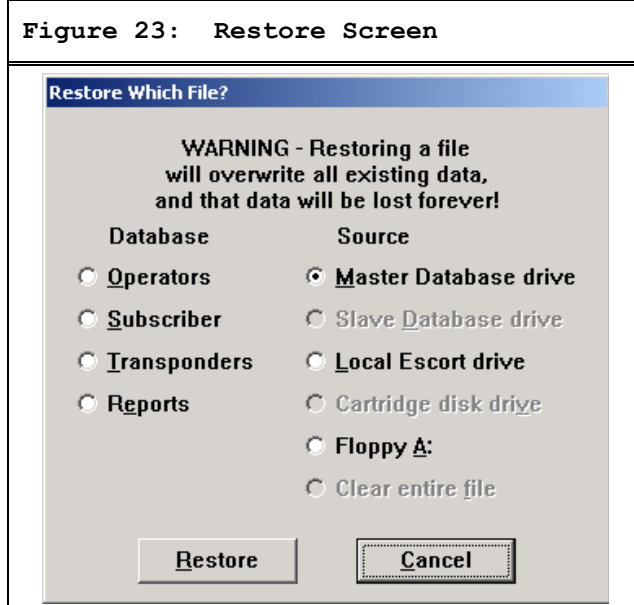 Figure 23: Restore Screen
Restore Which File?
WARNING - Restoring a file
will overwrite all existing data,
and that data will be lost forever!
Database
Operators
Subscriber
Transponders
Reports
Source
Master Database drive
Slave Database drive
Local Escort drive
Cartridge disk drive
Floppy A:
Clear entire file
Restore
Cancel